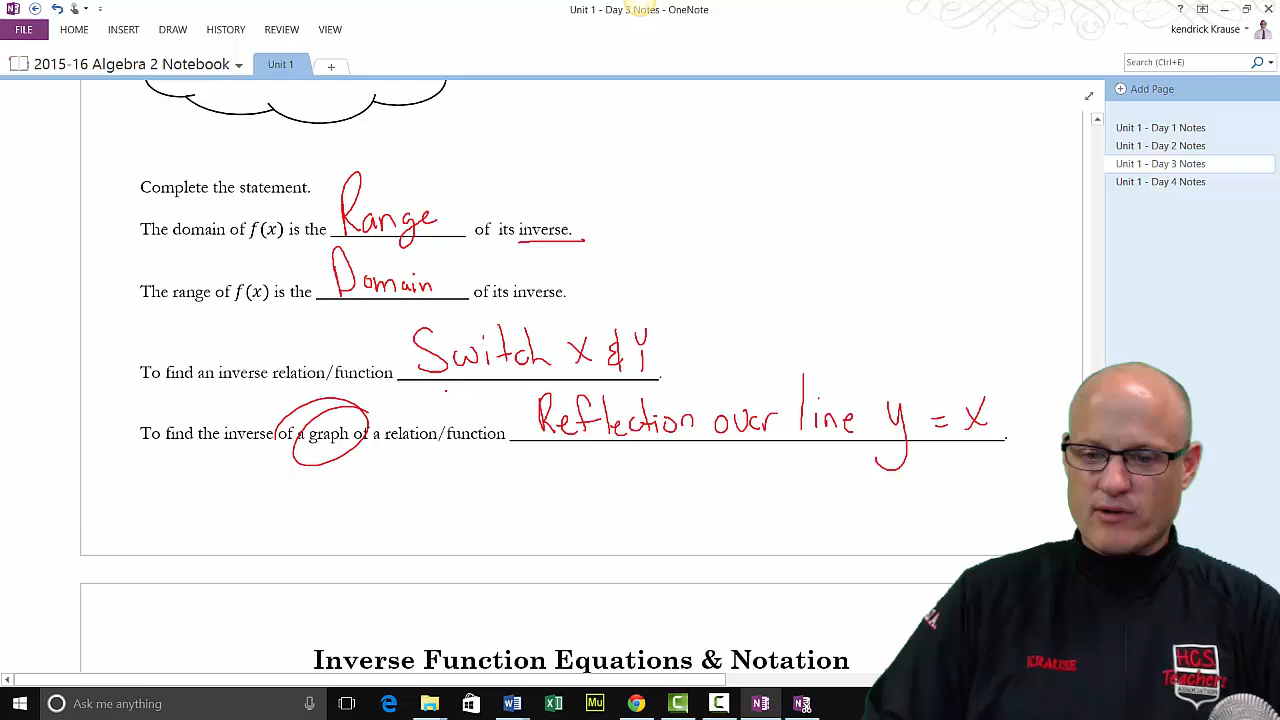 Unit 1 - Day 3 Notes - OneNote
FILE HOME INSERT DRAW HISTORY REVIEW VIEW
kendrick Krause
2015-16 Algebra 2 Notebook Unit 1
Search (Ctrl+E)
Add Page
Unit 1 - Day 1 Notes
Unit 1 - Day 2 Notes
Unit 1 - Day 3 Notes
Unit 1 - Day 4 Notes
Complete the statement.
The domain of f(x) is the Range of its inverse.
The range of f(x) is the Domain of its inverse.
To find an inverse relation/function Switch x & y.
To find the inverse of a graph of a relation/function Reflection over line y = x.
Inverse Function Equations & Notation
KRAUSE
HCS
Teachers
ASSOCIATION
Ask me anything